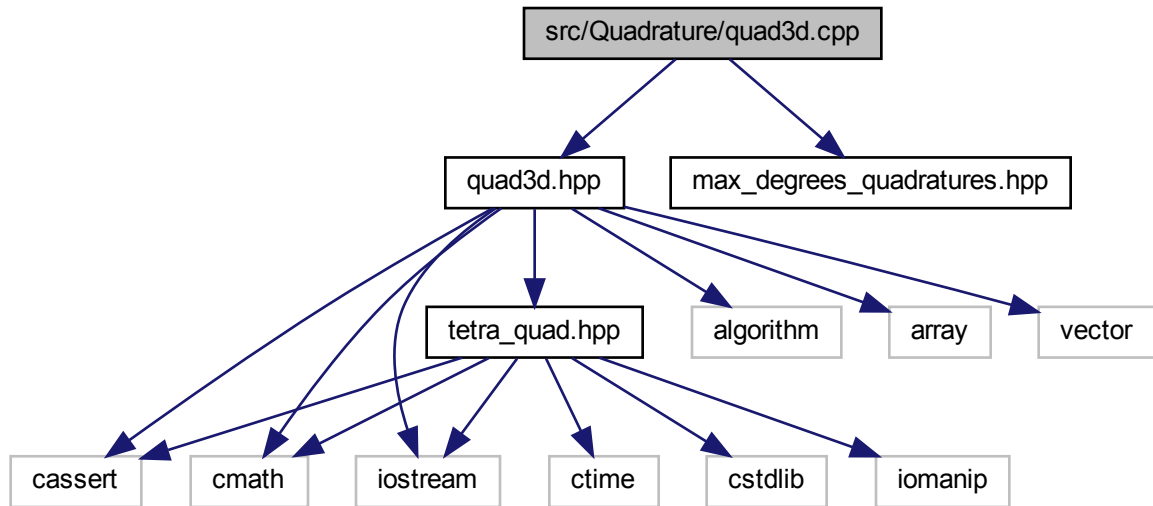 src/Quadrature/quad3d.cpp
quad3d.hpp
max_degrees_quadratures.hpp
tetra_quad.hpp
algorithm
array
vector
cassert
cmath
iostream
ctime
cstdlib
iomanip